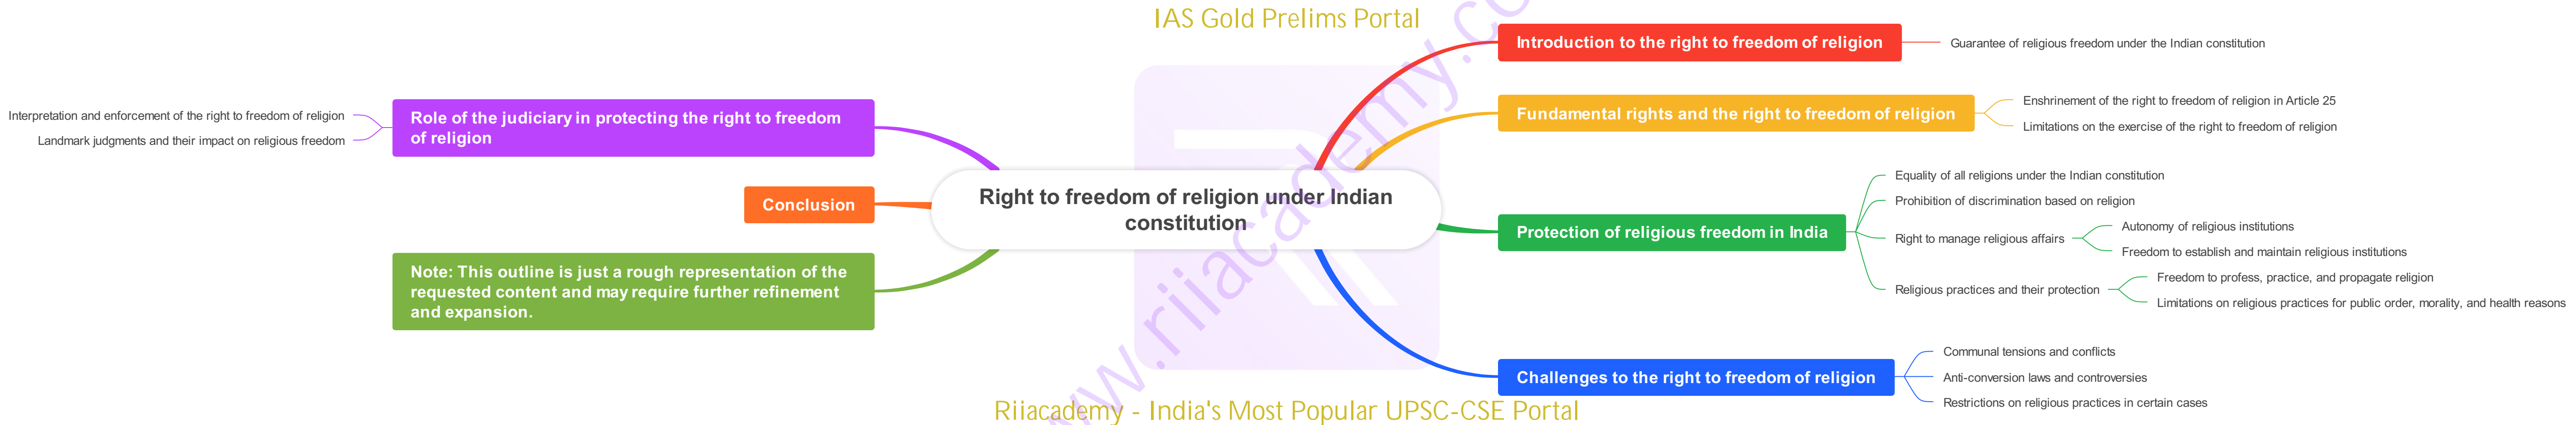 IAS Gold Prelims Portal
Right to freedom of religion under Indian
constitution
Introduction to the right to freedom of religion
Guarantee of religious freedom under the Indian constitution
Fundamental rights and the right to freedom of religion
Enshrinement of the right to freedom of religion in Article 25
Limitations on the exercise of the right to freedom of religion
Protection of religious freedom in India
Equality of all religions under the Indian constitution
Prohibition of discrimination based on religion
Right to manage religious affairs
Autonomy of religious institutions
Freedom to establish and maintain religious institutions
Religious practices and their protection
Freedom to profess, practice, and propagate religion
Limitations on religious practices for public order, morality, and health reasons
Challenges to the right to freedom of religion
Communal tensions and conflicts
Anti-conversion laws and controversies
Restrictions on religious practices in certain cases
Role of the judiciary in protecting the right to freedom
of religion
Interpretation and enforcement of the right to freedom of religion
Landmark judgments and their impact on religious freedom
Conclusion
Note: This outline is just a rough representation of the
requested content and may require further refinement
and expansion.
www.riiacademy.co
Riiacademy - India's Most Popular UPSC-CSE Portal